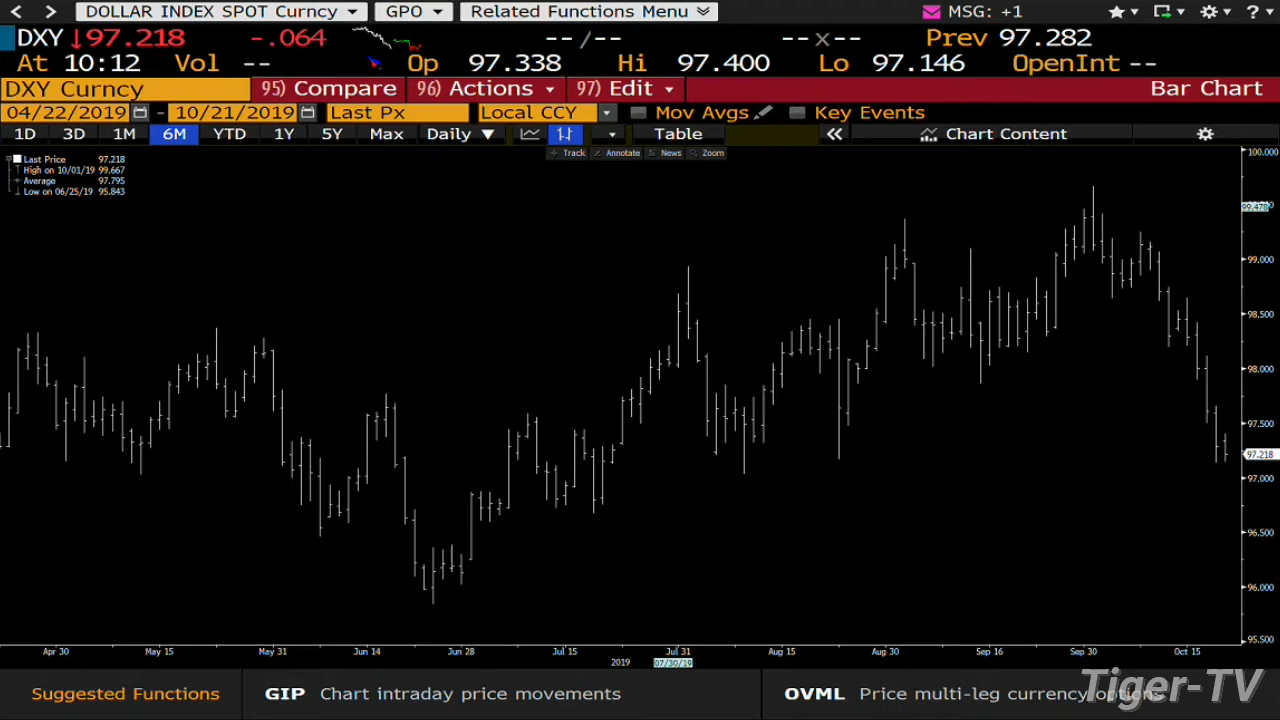 DOLLAR INDEX SPOT Curncy GPO Related Functions Menu MSG: +1 ?
DXY 97.218 -.064 --/-- --x-- Prev 97.282
At 10:12 Vol -- Op 97.338 Hi 97.400 Lo 97.146 OpenInt --
DXY Curncy 95) Compare 96) Actions 97) Edit Bar Chart
04/22/2019 - 10/21/2019 Last Px Local CCY Mov Avgs Key Events
1D 3D 1M 6M YTD 1Y 5Y Max Daily Table Chart Content
Track Annotate News Zoom
Last Price 97.218
High on 10/01/19 99.667
Average 97.795
Low on 06/25/19 95.843
100.000
99.478
99.000
98.500
98.000
97.500
97.218
97.000
96.500
96.000
95.500
Apr 30 May 15 May 31 Jun 14 Jun 28 Jul 15 Jul 31 Aug 15 Aug 30 Sep 16 Sep 30 Oct 15
2019 07/30/19
Suggested Functions GIP Chart intraday price movements OVML Price multi-leg currency options
Tiger-TV